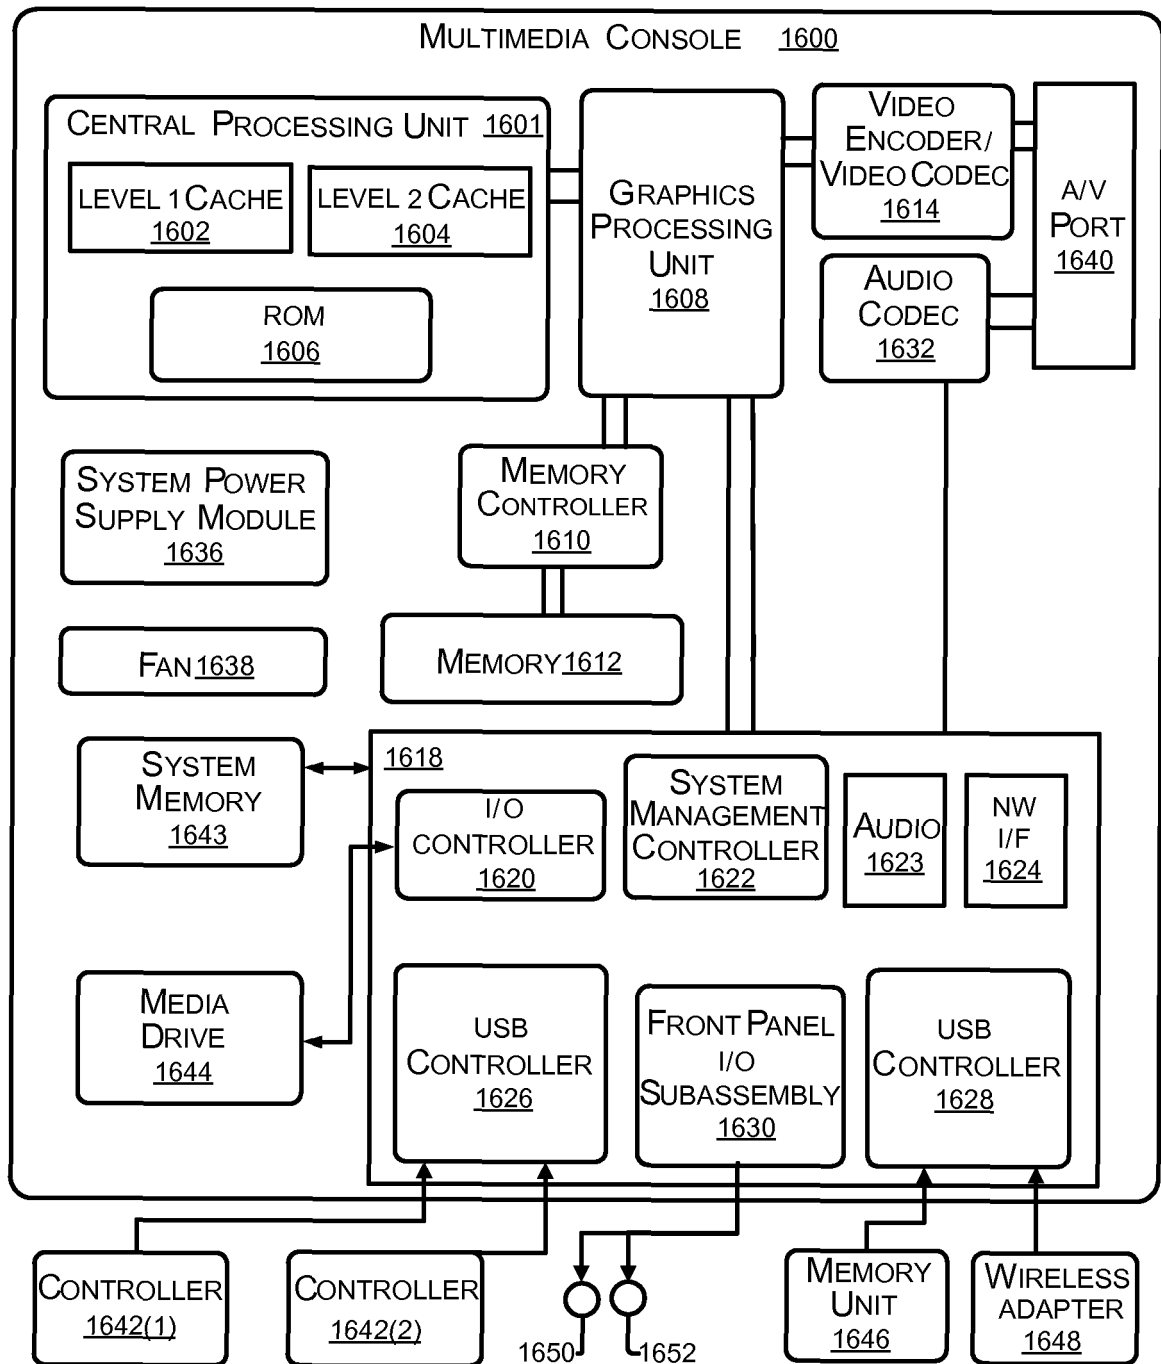 MULTIMEDIA CONSOLE 1600
CENTRAL PROCESSING UNIT 1601
LEVEL 1 CACHE
1602
LEVEL 2 CACHE
1604
ROM
1606
GRAPHICS
PROCESSING
UNIT
1608
VIDEO
ENCODER/
VIDEO CODEC
1614
A/V
PORT
1640
AUDIO
CODEC
1632
SYSTEM POWER
SUPPLY MODULE
1636
MEMORY
CONTROLLER
1610
FAN 1638
MEMORY 1612
SYSTEM
MEMORY
1643
1618
I/O
CONTROLLER
1620
SYSTEM
MANAGEMENT
CONTROLLER
1622
AUDIO
1623
NW
I/F
1624
MEDIA
DRIVE
1644
USB
CONTROLLER
1626
FRONT PANEL
I/O
SUBASSEMBLY
1630
USB
CONTROLLER
1628
CONTROLLER
1642(1)
CONTROLLER
1642(2)
1650
1652
MEMORY
UNIT
1646
WIRELESS
ADAPTER
1648